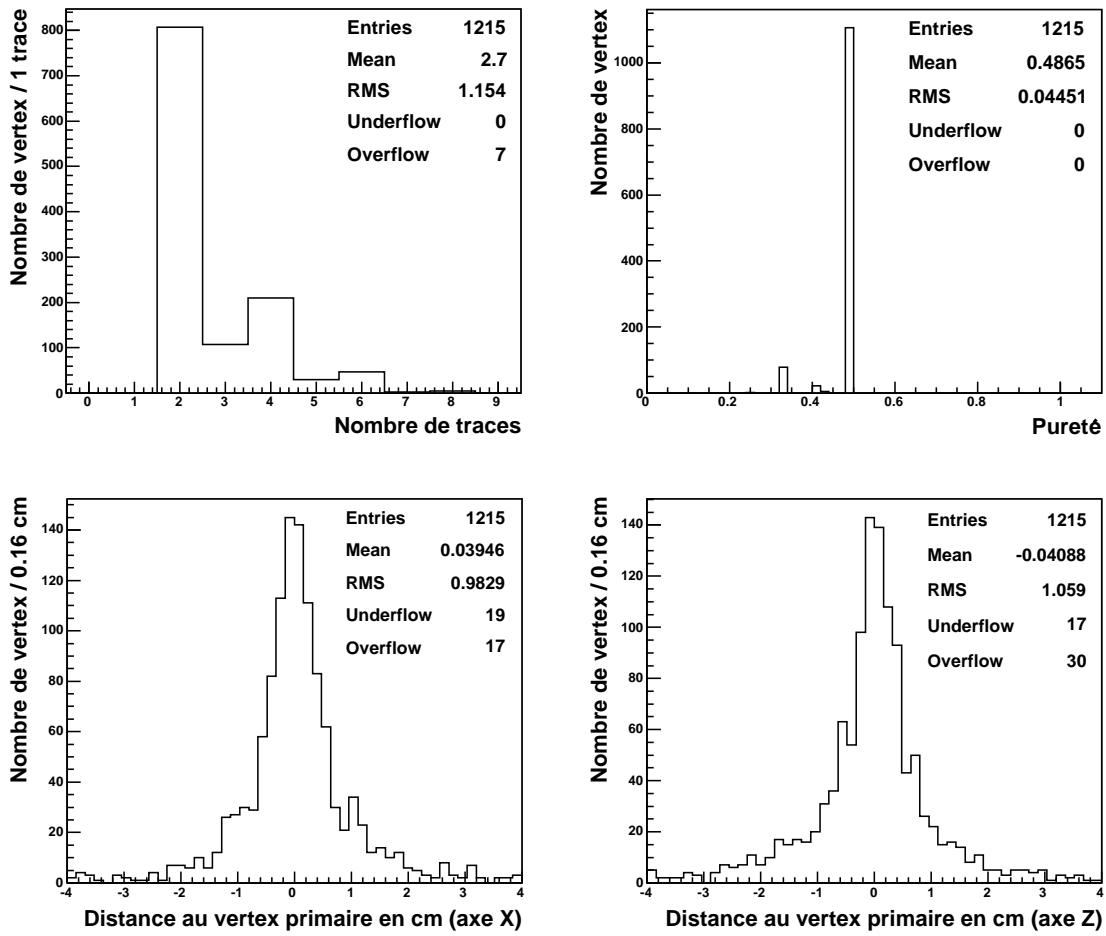 Nombre de vertex / 1 trace
800
700
600
500
400
300
200
100
0
Entries 1215
Mean 2.7
RMS 1.154
Underflow 0
Overflow 7
0 1 2 3 4 5 6 7 8 9
Nombre de traces
Nombre de vertex
1000
800
600
400
200
0
Entries 1215
Mean 0.4865
RMS 0.04451
Underflow 0
Overflow 0
0 0.2 0.4 0.6 0.8 1
Pureté
Nombre de vertex / 0.16 cm
140
120
100
80
60
40
20
0
Entries 1215
Mean 0.03946
RMS 0.9829
Underflow 19
Overflow 17
-4 -3 -2 -1 0 1 2 3 4
Distance au vertex primaire en cm (axe X)
Nombre de vertex / 0.16 cm
140
120
100
80
60
40
20
0
Entries 1215
Mean -0.04088
RMS 1.059
Underflow 17
Overflow 30
-4 -3 -2 -1 0 1 2 3 4
Distance au vertex primaire en cm (axe Z)